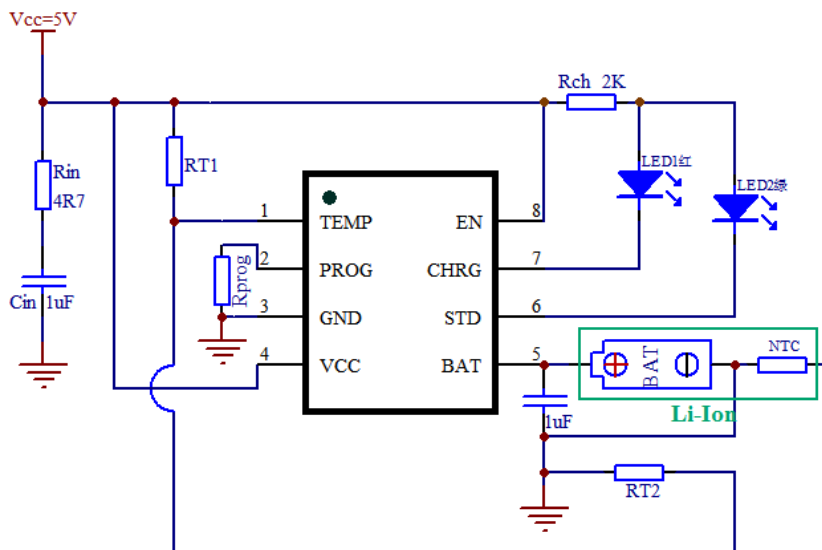 Vcc=5V
Rch 2K
LED1红
LED2绿
RT1
Rin
4R7
Cin 1uF
Rprog
1
TEMP
EN
8
2
PROG
CHRG
7
3
GND
STD
6
4
VCC
BAT
5
BAT
NTC
Li-Ion
1uF
RT2